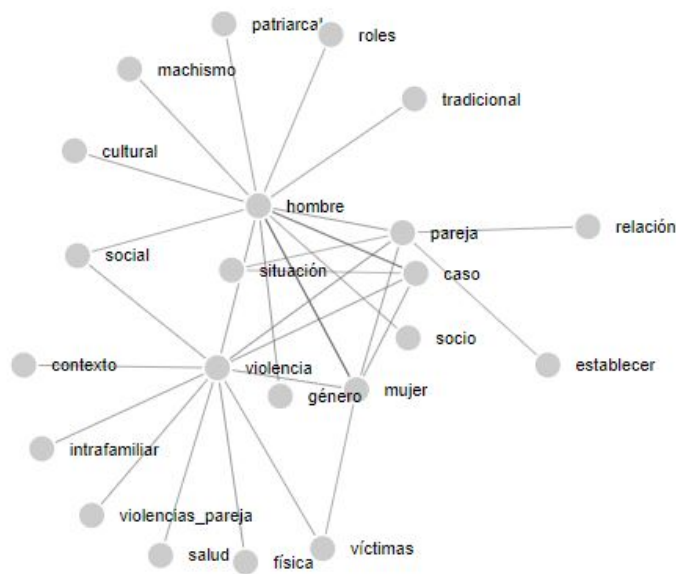 patriarcal
roles
machismo
tradicional
cultural
hombre
relación
pareja
social
situación
caso
socio
contexto
violencia
establecer
género
mujer
intrafamiliar
violencias_pareja
salud
física
víctimas